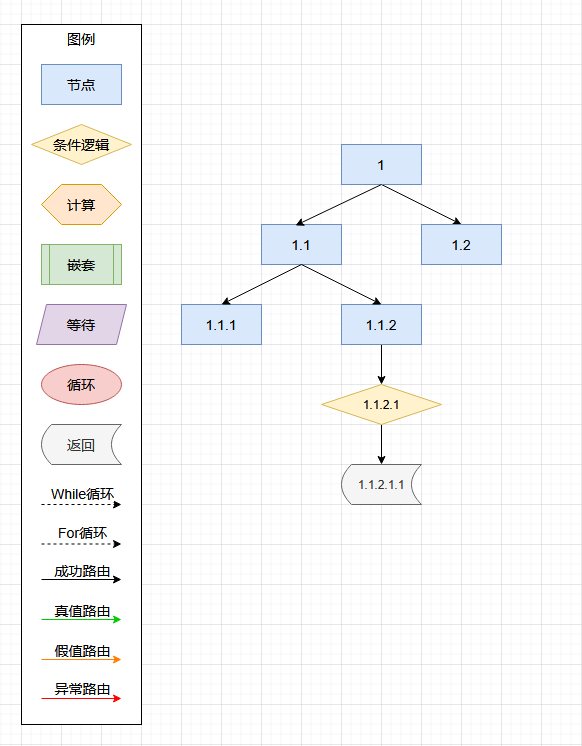 图例
节点
条件逻辑
计算
嵌套
等待
循环
返回
While循环
For循环
成功路由
真值路由
假值路由
异常路由
1
1.1
1.2
1.1.1
1.1.2
1.1.2.1
1.1.2.1.1